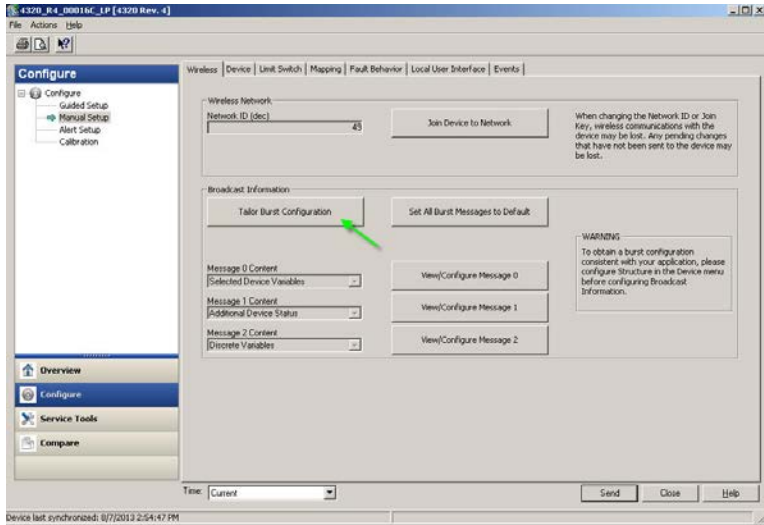 4320_R4_00016C_LP [4320 Rev. 4]
File Actions Help
Configure
Configure
Guided Setup
Manual Setup
Alert Setup
Calibration
Overview
Configure
Service Tools
Compare
Wireless Device Limit Switch Mapping Fault Behavior Local User Interface Events
Wireless Network
Network ID (dec)
45
Join Device to Network
When changing the Network ID or Join
Key, wireless communications with the
device may be lost. Any pending changes
that have not been sent to the device may
be lost.
Broadcast Information
Tailor Burst Configuration
Set All Burst Messages to Default
WARNING
To obtain a burst configuration
consistent with your application, please
configure Structure in the Device menu
before configuring Broadcast
Information.
Message 0 Content
Selected Device Variables
View/Configure Message 0
Message 1 Content
Additional Device Status
View/Configure Message 1
Message 2 Content
Discrete Variables
View/Configure Message 2
Time: Current
Send Close Help
Device last synchronized: 8/7/2013 2:54:47 PM